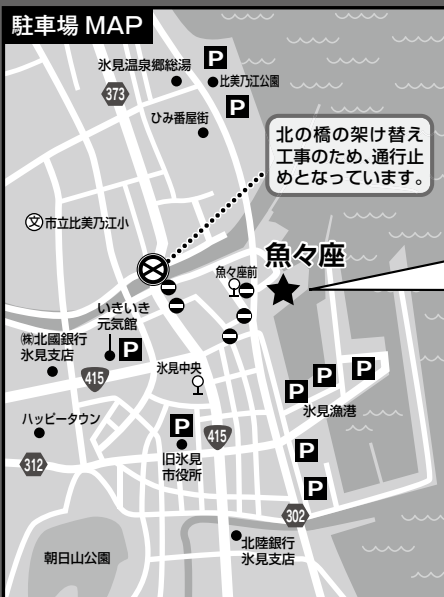 駐車場 MAP
氷見温泉郷総湯
P
比美乃江公園
373
P
ひみ番屋街
北の橋の架け替え
工事のため、通行止
めとなっています。
文
市立比美乃江小
魚々座
魚々座前
いきいき
元気館
P
㈱北國銀行
氷見支店
415
氷見中央
P
P
P
氷見漁港
ハッピータウン
P
415
312
旧氷見
市役所
P
P
302
北陸銀行
氷見支店
朝日山公園